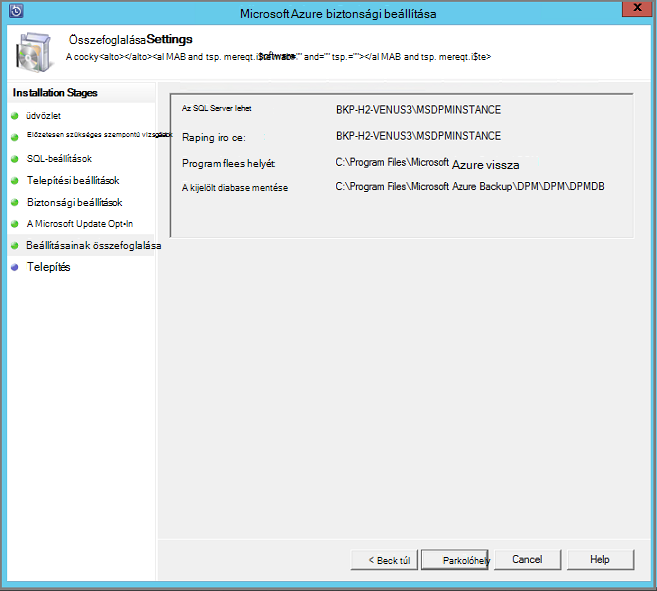 Microsoft Azure biztonsági beállítása
Összefoglalása Settings
A cocky<alto></alto><al MAB and tsp. mereqt.i$te and="" tsp.=""></al MAB and tsp. mereqt.i$te>
Installation Stages
üdvözlet
Előzetesen szükséges szempontú
SQL-beállítások
Telepítési beállítások
Biztonsági beállítások
A Microsoft Update Opt-In
Beállításainak összefoglalása
Telepítés
Az SQL Server lehet BKP-H2-VENUS3\MSDPMINSTANCE
Raping iro ce: BKP-H2-VENUS3\MSDPMINSTANCE
Program flees helyét: C:\Program Files\Microsoft Azure vissza
A kijelölt diabase mentése C:\Program Files\Microsoft Azure Backup\DPM\DPM\DPMDB
< Beck túl Parkolóhely Cancel Help